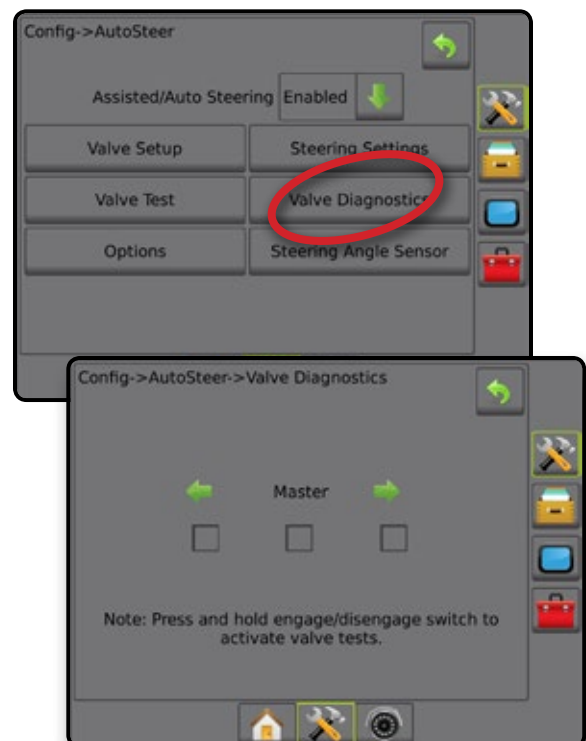 Config->AutoSteer
Assisted/Auto Steering Enabled
Valve Setup
Steering Settings
Valve Test
Valve Diagnostics
Options
Steering Angle Sensor
Config->AutoSteer->Valve Diagnostics
Master
Note: Press and hold engage/disengage switch to
activate valve tests.